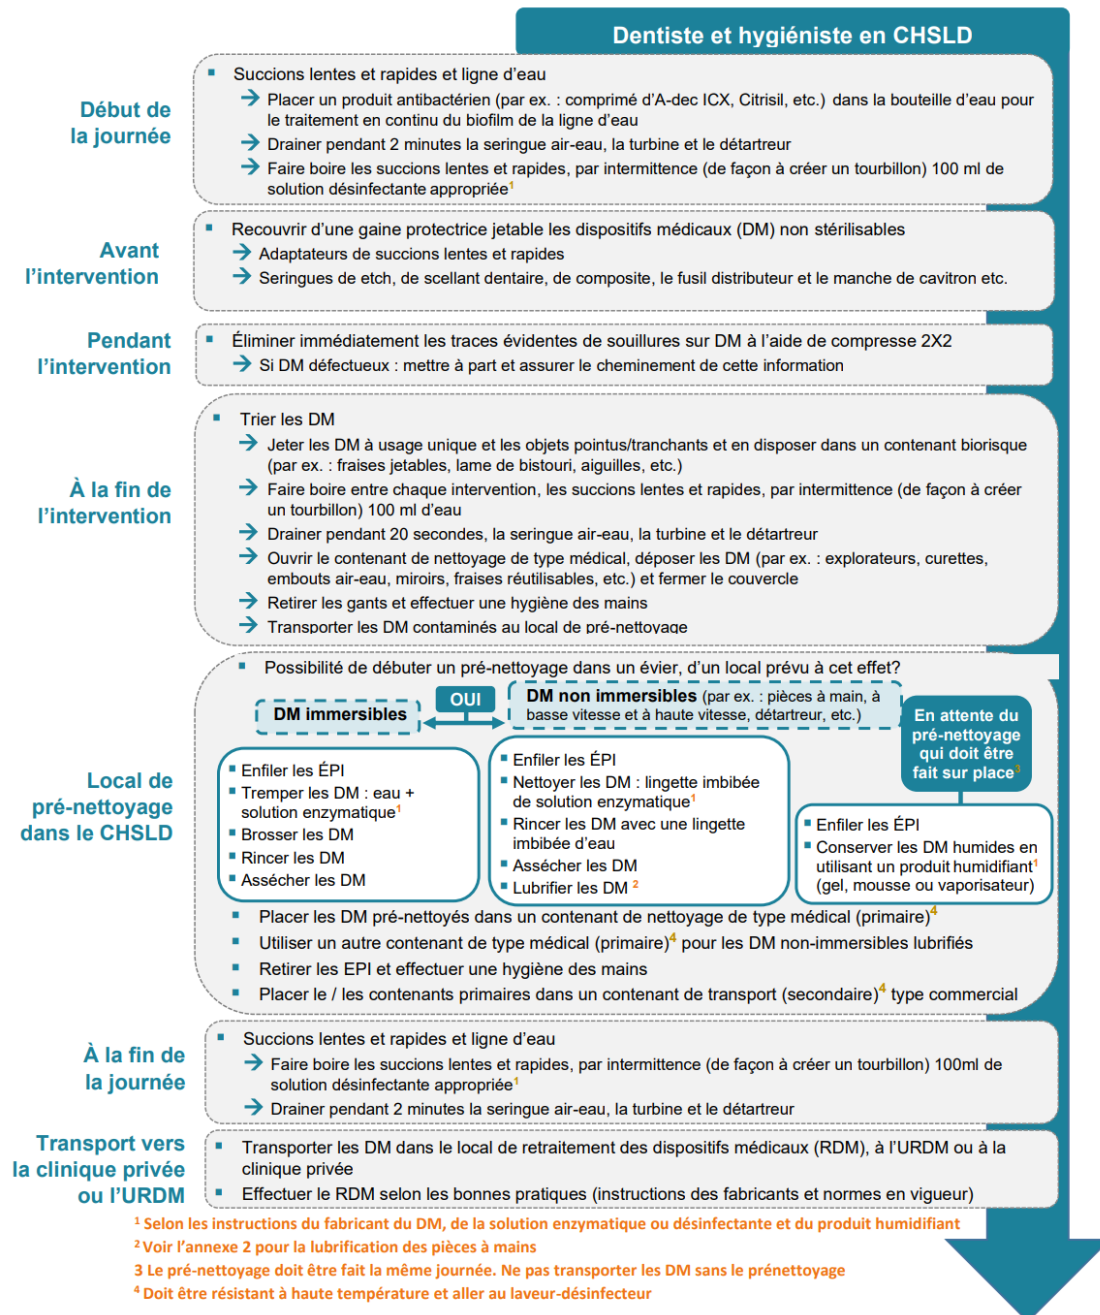 Dentiste et hygiéniste en CHSLD
Début de
la journée
▪ Succions lentes et rapides et ligne d'eau
→ Placer un produit antibactérien (par ex. : comprimé d'A-dec ICX, Citrisil, etc.) dans la bouteille d'eau pour
le traitement en continu du biofilm de la ligne d'eau
→ Drainer pendant 2 minutes la seringue air-eau, la turbine et le détartreur
→ Faire boire les succions lentes et rapides, par intermittence (de façon à créer un tourbillon) 100 ml de
solution désinfectante appropriée¹
Avant
l'intervention
▪ Recouvrir d'une gaine protectrice jetable les dispositifs médicaux (DM) non stérilisables
→ Adaptateurs de succions lentes et rapides
→ Seringues de etch, de scellant dentaire, de composite, le fusil distributeur et le manche de cavitron etc.
Pendant
l'intervention
▪ Éliminer immédiatement les traces évidentes de souillures sur DM à l'aide de compresse 2X2
→ Si DM défectueux : mettre à part et assurer le cheminement de cette information
À la fin de
l'intervention
▪ Trier les DM
→ Jeter les DM à usage unique et les objets pointus/tranchants et en disposer dans un contenant biorisque
(par ex. : fraises jetables, lame de bistouri, aiguilles, etc.)
→ Faire boire entre chaque intervention, les succions lentes et rapides, par intermittence (de façon à créer
un tourbillon) 100 ml d'eau
→ Drainer pendant 20 secondes, la seringue air-eau, la turbine et le détartreur
→ Ouvrir le contenant de nettoyage de type médical, déposer les DM (par ex. : explorateurs, curettes,
embouts air-eau, miroirs, fraises réutilisables, etc.) et fermer le couvercle
→ Retirer les gants et effectuer une hygiène des mains
→ Transporter les DM contaminés au local de pré-nettoyage
Local de
pré-nettoyage
dans le CHSLD
▪ Possibilité de débuter un pré-nettoyage dans un évier, d'un local prévu à cet effet?
OUI
DM immersibles
▪ Enfiler les ÉPI
▪ Tremper les DM : eau +
solution enzymatique¹
▪ Brosser les DM
▪ Rincer les DM
▪ Assécher les DM
DM non immersibles (par ex. : pièces à main, à
basse vitesse et à haute vitesse, détartreur, etc.)
▪ Enfiler les ÉPI
▪ Nettoyer les DM : lingette imbibée
de solution enzymatique¹
▪ Rincer les DM avec une lingette
imbibée d'eau
▪ Assécher les DM
▪ Lubrifier les DM ²
En attente du
pré-nettoyage
qui doit être
fait sur place³
▪ Enfiler les ÉPI
▪ Conserver les DM humides en
utilisant un produit humidifiant¹
(gel, mousse ou vaporisateur)
▪ Placer les DM pré-nettoyés dans un contenant de nettoyage de type médical (primaire)⁴
▪ Utiliser un autre contenant de type médical (primaire)⁴ pour les DM non-immersibles lubrifiés
▪ Retirer les EPI et effectuer une hygiène des mains
▪ Placer le / les contenants primaires dans un contenant de transport (secondaire)⁴ type commercial
À la fin de
la journée
▪ Succions lentes et rapides et ligne d'eau
→ Faire boire les succions lentes et rapides, par intermittence (de façon à créer un tourbillon) 100ml de
solution désinfectante appropriée¹
→ Drainer pendant 2 minutes la seringue air-eau, la turbine et le détartreur
Transport vers
la clinique privée
ou l'URDM
▪ Transporter les DM dans le local de retraitement des dispositifs médicaux (RDM), à l'URDM ou à la
clinique privée
▪ Effectuer le RDM selon les bonnes pratiques (instructions des fabricants et normes en vigueur)
¹ Selon les instructions du fabricant du DM, de la solution enzymatique ou désinfectante et du produit humidifiant
² Voir l'annexe 2 pour la lubrification des pièces à mains
3 Le pré-nettoyage doit être fait la même journée. Ne pas transporter les DM sans le prénettoyage
⁴ Doit être résistant à haute température et aller au laveur-désinfecteur